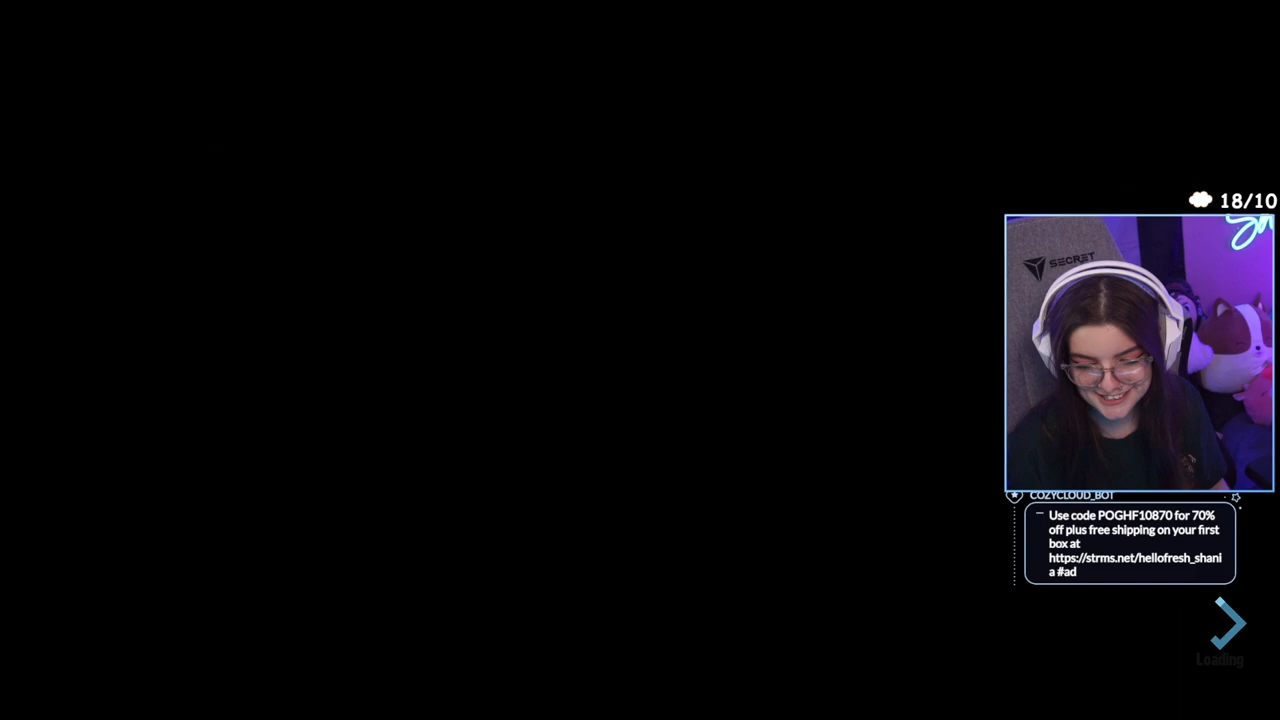 18/10
Sh
SECRET
COZYCLOUD_BOT
— Use code POGHF10870 for 70%
off plus free shipping on your first
box at
https://strms.net/hellofresh_shani
a #ad
Loading